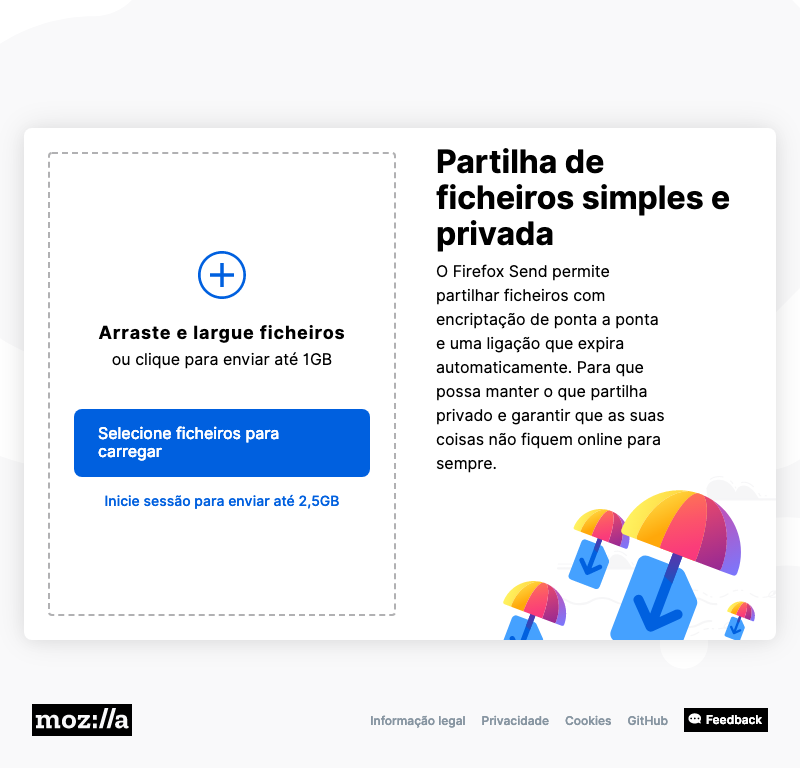 Arraste e largue ficheiros
ou clique para enviar até 1GB
Selecione ficheiros para
carregar
Inicie sessão para enviar até 2,5GB
Partilha de
ficheiros simples e
privada
O Firefox Send permite
partilhar ficheiros com
encriptação de ponta a ponta
e uma ligação que expira
automaticamente. Para que
possa manter o que partilha
privado e garantir que as suas
coisas não fiquem online para
sempre.
moz://a
Informação legal Privacidade Cookies GitHub Feedback